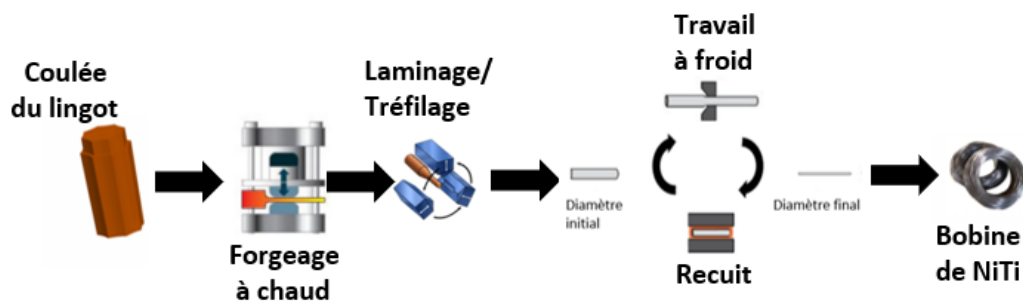 Coulée
du lingot
Forgeage
à chaud
Laminage/
Tréfilage
Diamètre
initial
Travail
à froid
Recuit
Diamètre final
Bobine
de NiTi